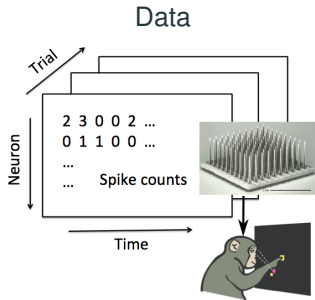 Data
Trial
2 3 0 0 2 ...
0 1 1 0 0 ...
...
...
Spike counts
Neuron
Time